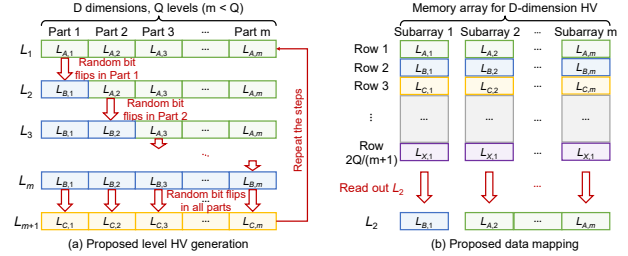 D dimensions, Q levels (m < Q)
Part 1 Part 2 Part 3 ... Part m
L1 LA,1 LA,2 LA,3 ... LA,m
Random bit
flips in Part 1
L2 LB,1 LA,2 LA,3 ... LA,m
Random bit
flips in Part 2
L3 LB,1 LB,2 LA,3 ... LA,m
...
Lm LB,1 LB,2 LB,3 ... LB,m
Random bit flips
... in all parts
Lm+1 LC,1 LC,2 LC,3 ... LC,m
Repeat the steps
(a) Proposed level HV generation
Memory array for D-dimension HV
Subarray 1 Subarray 2 ... Subarray m
Row 1 LA,1 LA,2 ... LA,m
Row 2 LB,1 LB,2 ... LB,m
Row 3 LC,1 LC,2 ... LC,m
... ... ... ... ...
Row
2Q/(m+1) LX,1 LX,1 ... LX,1
Read out L2 ...
L2 LB,1 LA,2 ... LA,m
(b) Proposed data mapping